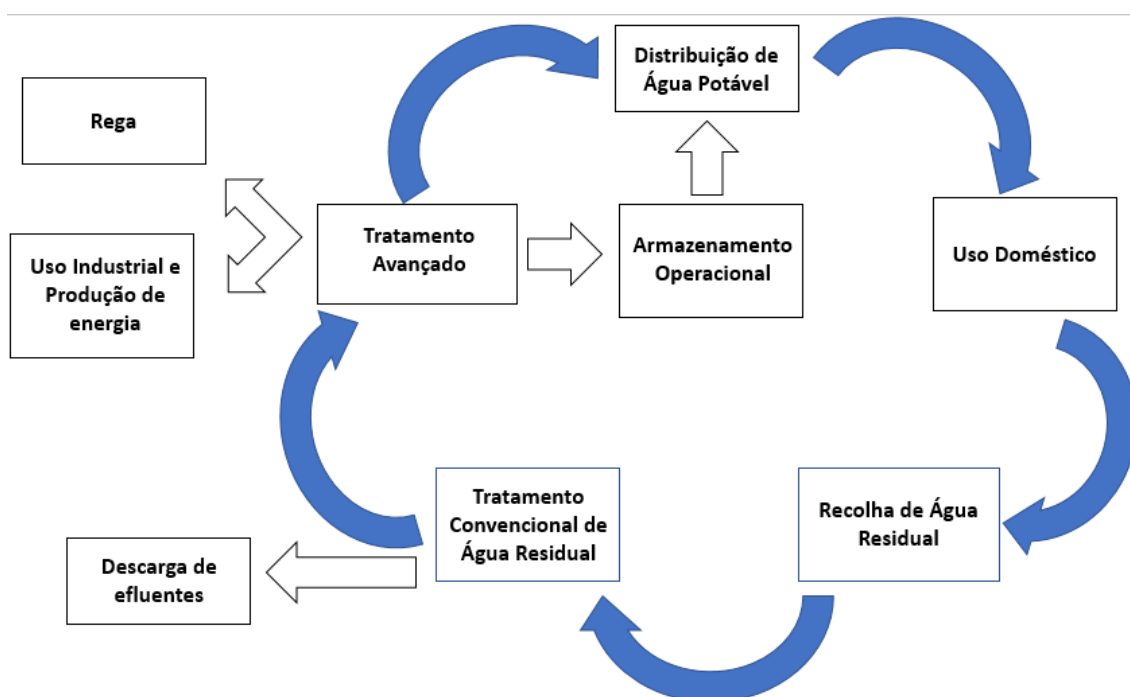 Distribuição de
Água Potável
Rega
Tratamento
Avançado
Armazenamento
Operacional
Uso Doméstico
Uso Industrial e
Produção de
energia
Tratamento
Convencional de
Água Residual
Recolha de Água
Residual
Descarga de
efluentes